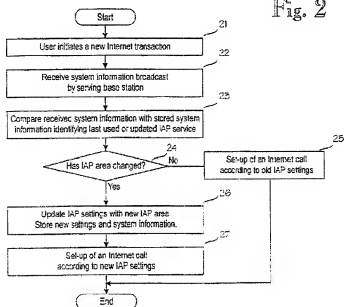 Fig. 2
Start
21
User initiates a new Internet transaction
22
Receive system information broadcast
by serving base station
23
Compare received system information with stored system
information identifying last used or updated IAP service
24
Has IAP area changed?
No
25
Set-up of an Internet call
according to old IAP settings
Yes
26
Update IAP settings with new IAP area
Store new settings and system information.
27
Set-up of an Internet call
according to new IAP settings
End